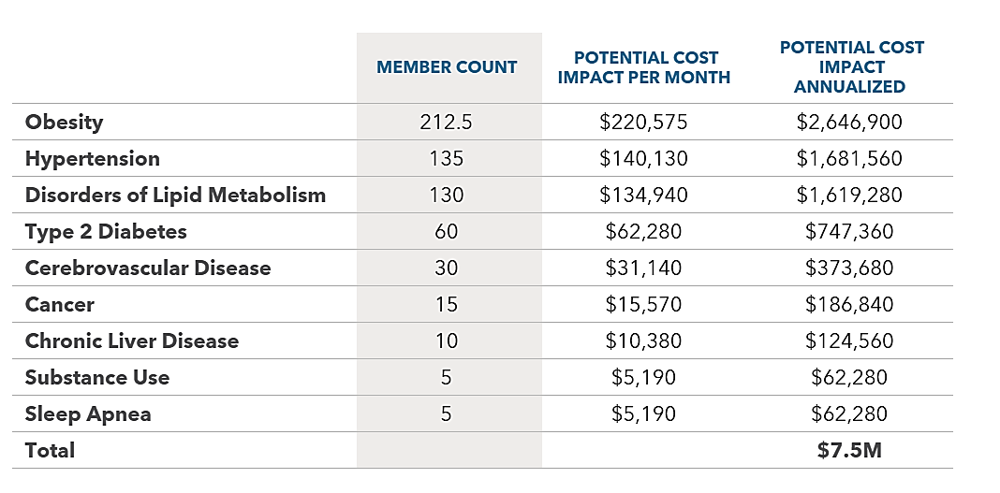 MEMBER COUNT
POTENTIAL COST
IMPACT PER MONTH
POTENTIAL COST
IMPACT
ANNUALIZED
Obesity 212.5 $220,575 $2,646,900
Hypertension 135 $140,130 $1,681,560
Disorders of Lipid Metabolism 130 $134,940 $1,619,280
Type 2 Diabetes 60 $62,280 $747,360
Cerebrovascular Disease 30 $31,140 $373,680
Cancer 15 $15,570 $186,840
Chronic Liver Disease 10 $10,380 $124,560
Substance Use 5 $5,190 $62,280
Sleep Apnea 5 $5,190 $62,280
Total $7.5M